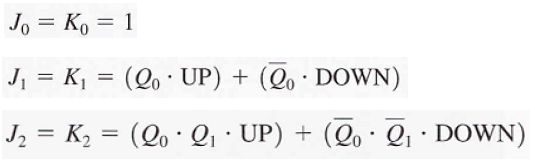 J₀ = K₀ = 1
J₁ = K₁ = (Q₀ · UP) + (Q̅₀ · DOWN)
J₂ = K₂ = (Q₀ · Q₁ · UP) + (Q̅₀ · Q̅₁ · DOWN)